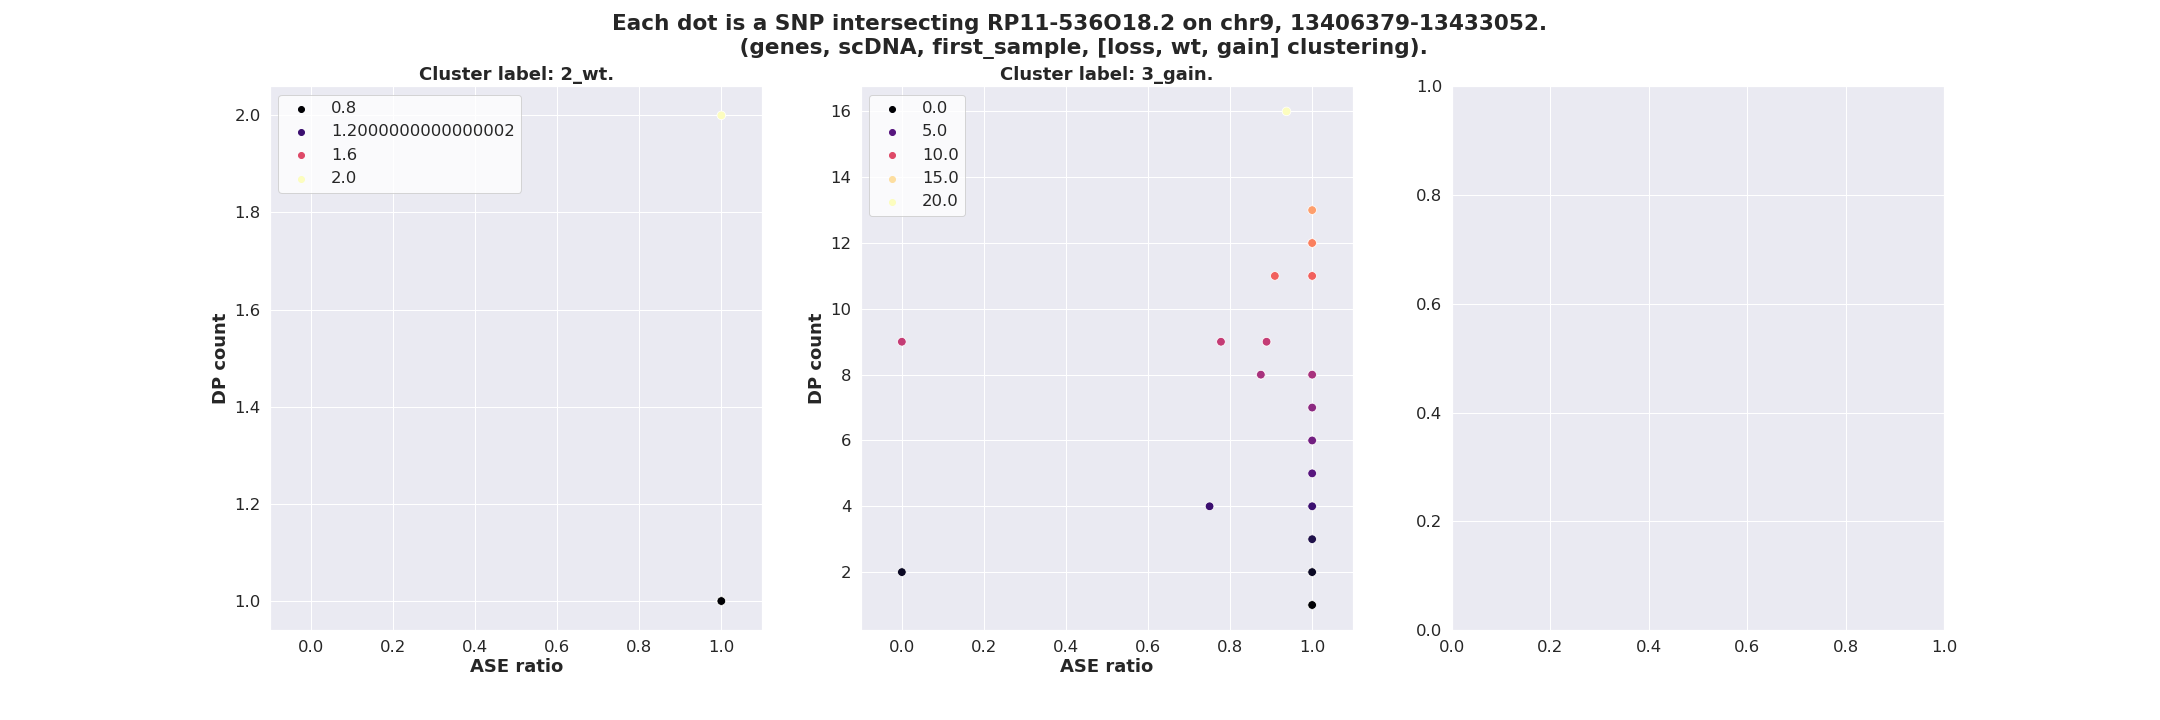 Each dot is a SNP intersecting RP11-536O18.2 on chr9, 13406379-13433052.
(genes, scDNA, first_sample, [loss, wt, gain] clustering).
Cluster label: 2_wt.
0.8
1.2000000000000002
1.6
2.0
DP count
2.0
1.8
1.6
1.4
1.2
1.0
0.0 0.2 0.4 0.6 0.8 1.0
ASE ratio
Cluster label: 3_gain.
0.0
5.0
10.0
15.0
20.0
DP count
16
14
12
10
8
6
4
2
0.0 0.2 0.4 0.6 0.8 1.0
ASE ratio
1.0
0.8
0.6
0.4
0.2
0.0
0.0 0.2 0.4 0.6 0.8 1.0